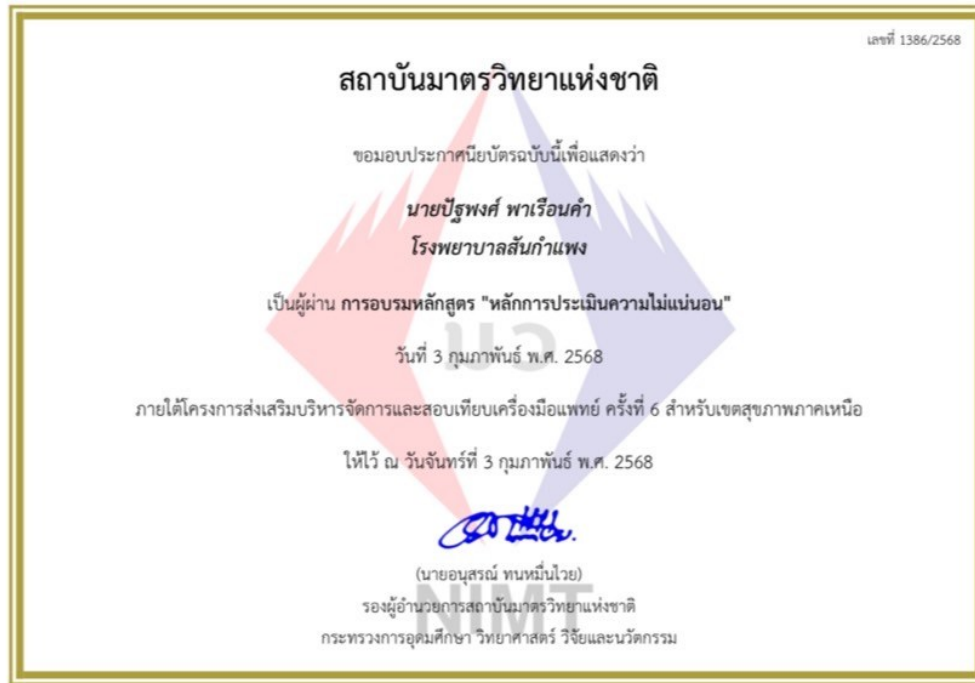 เลขที่ 1386/2568
สถาบันมาตรวิทยาแห่งชาติ
ขอมอบประกาศนียบัตรฉบับนี้เพื่อแสดงว่า
นายปัฐพงศ์ พาเรือนคำ
โรงพยาบาลสันกำแพง
เป็นผู้ผ่าน การอบรมหลักสูตร "หลักการประเมินความไม่แน่นอน"
มว
วันที่ 3 กุมภาพันธ์ พ.ศ. 2568
ภายใต้โครงการส่งเสริมบริหารจัดการและสอบเทียบเครื่องมือแพทย์ ครั้งที่ 6 สำหรับเขตสุขภาพภาคเหนือ
ให้ไว้ ณ วันจันทร์ที่ 3 กุมภาพันธ์ พ.ศ. 2568
(นายอนุสรณ์ ทนหมื่นไวย)
NIMT
รองผู้อำนวยการสถาบันมาตรวิทยาแห่งชาติ
กระทรวงการอุดมศึกษา วิทยาศาสตร์ วิจัยและนวัตกรรม